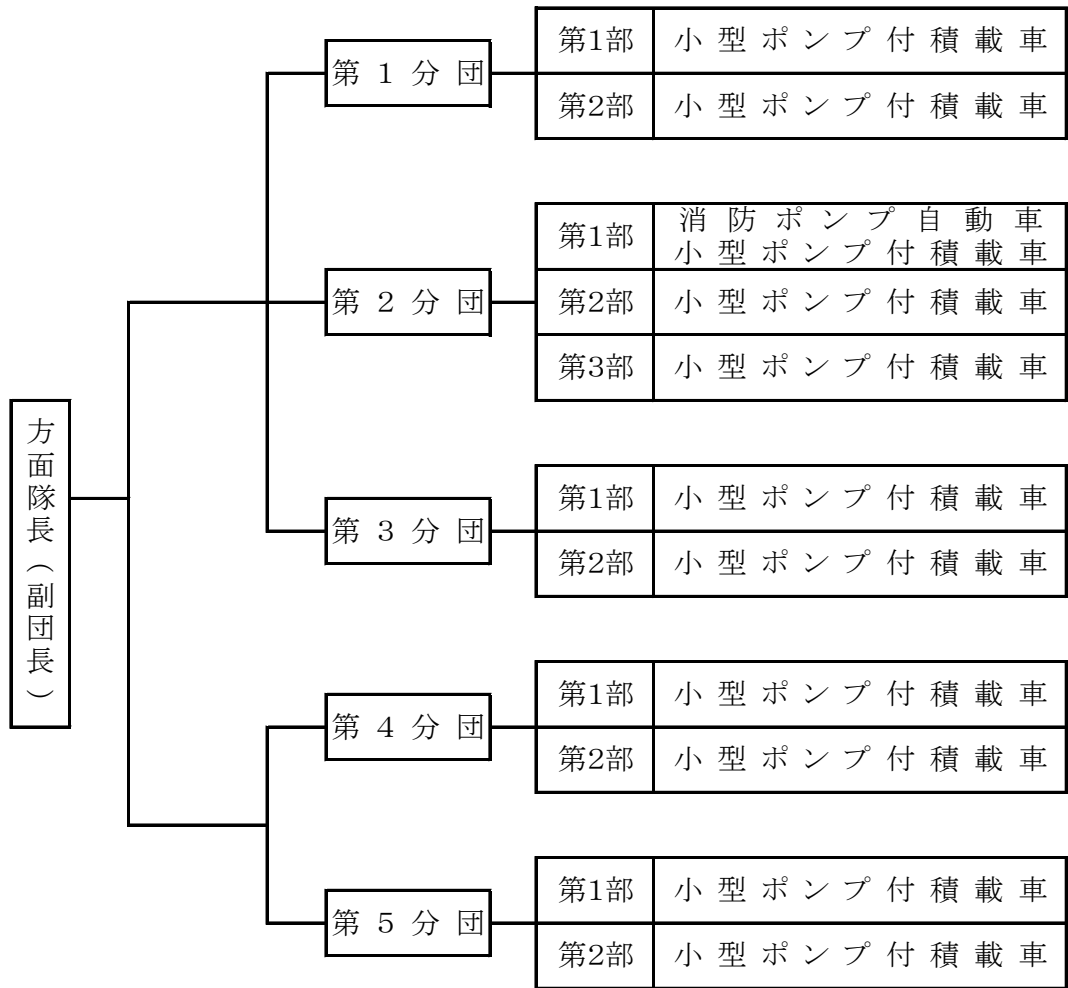 方面隊長（副団長）
第１分団
第1部 小型ポンプ付積載車
第2部 小型ポンプ付積載車
第２分団
第1部 消防ポンプ自動車
小型ポンプ付積載車
第2部 小型ポンプ付積載車
第3部 小型ポンプ付積載車
第３分団
第1部 小型ポンプ付積載車
第2部 小型ポンプ付積載車
第４分団
第1部 小型ポンプ付積載車
第2部 小型ポンプ付積載車
第５分団
第1部 小型ポンプ付積載車
第2部 小型ポンプ付積載車